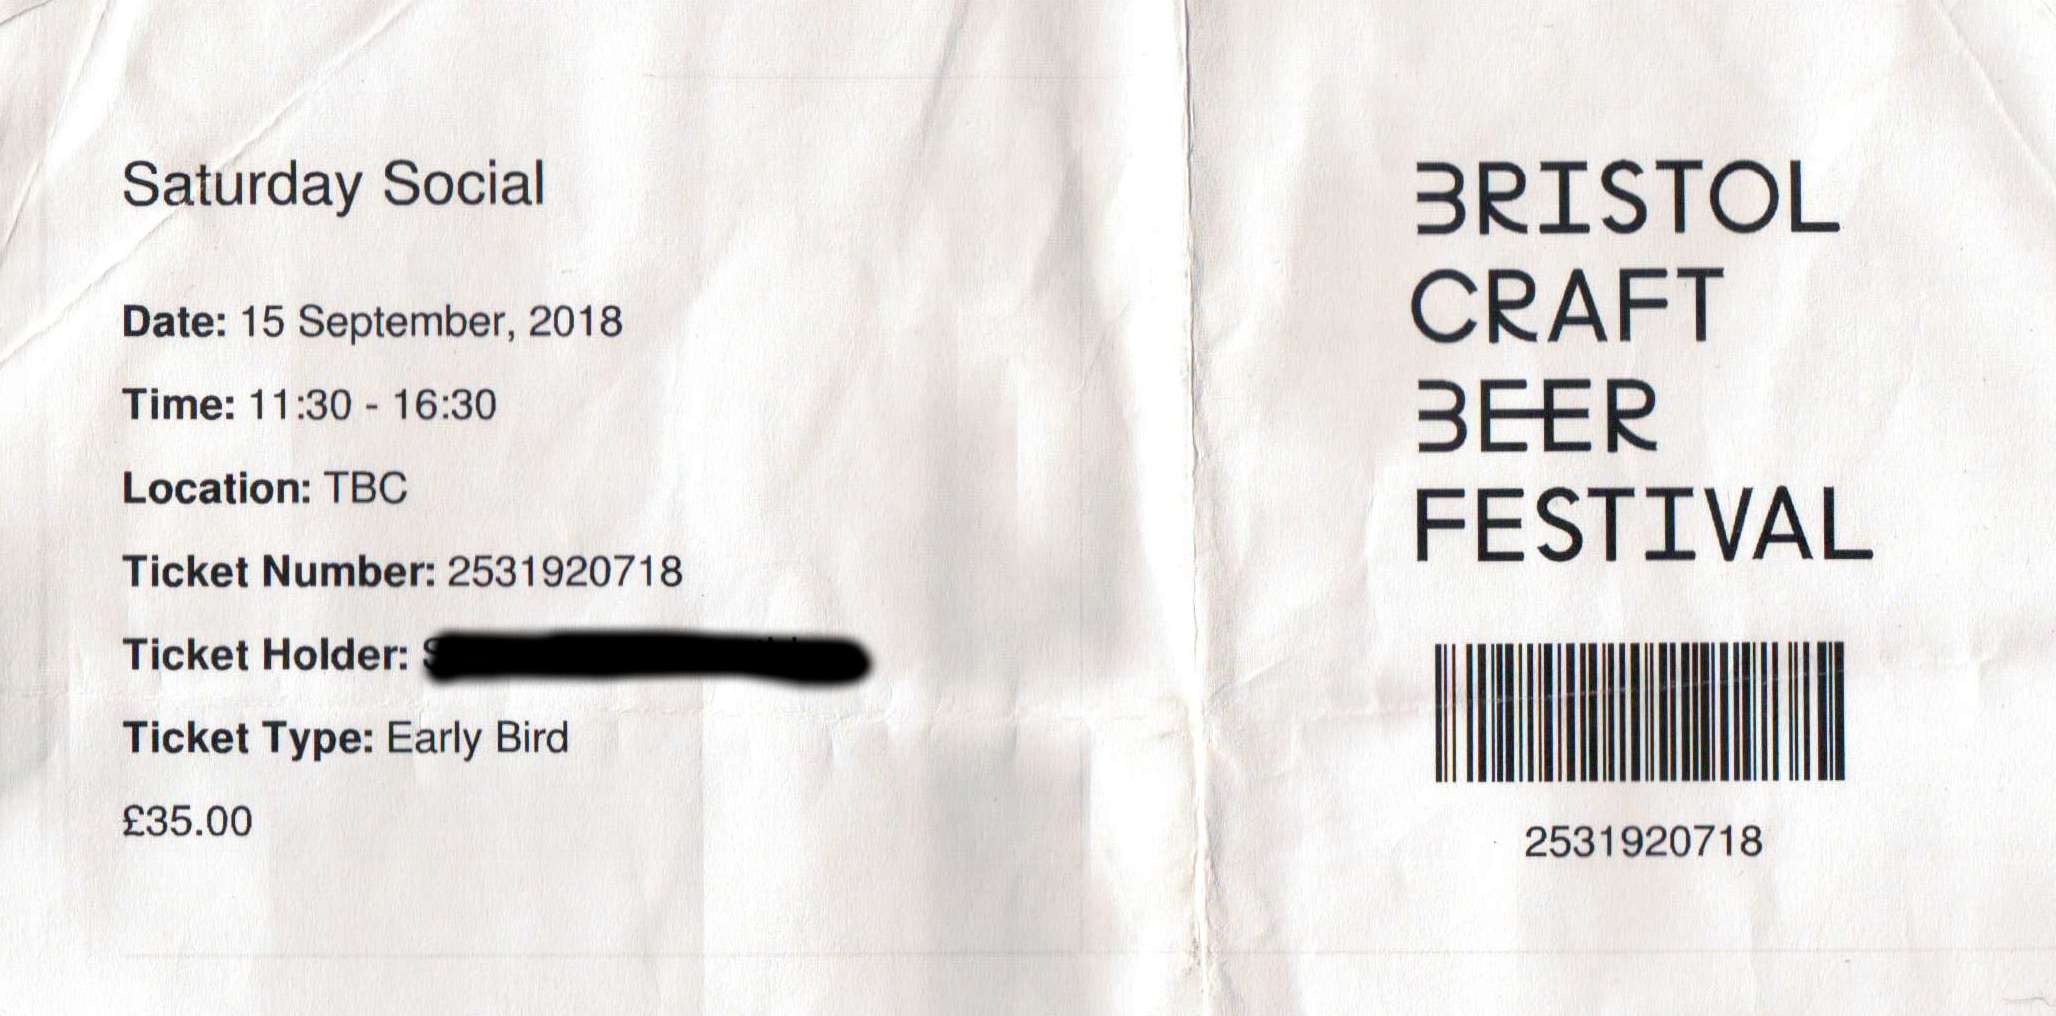 Saturday Social
Date: 15 September, 2018
Time: 11:30 - 16:30
Location: TBC
Ticket Number: 2531920718
Ticket Holder:
Ticket Type: Early Bird
£35.00
BRISTOL
CRAFT
BEER
FESTIVAL
2531920718